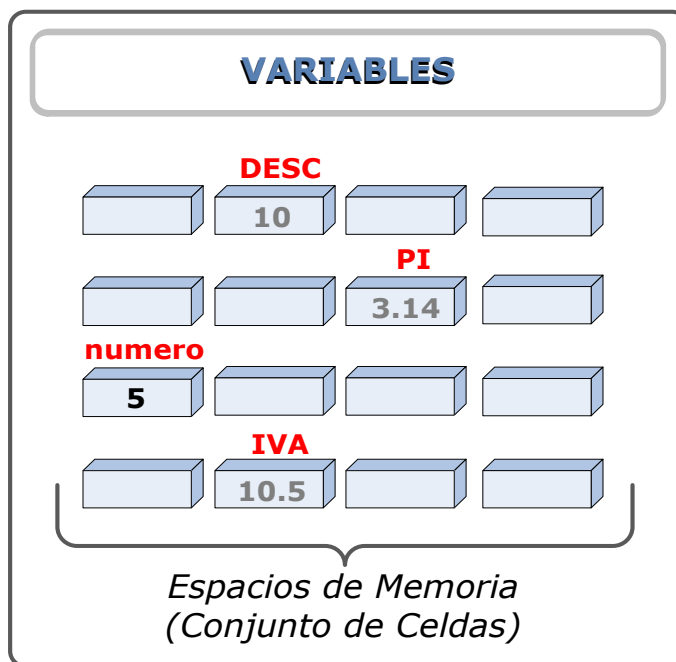 VARIABLES
DESC
10
PI
3.14
numero
5
IVA
10.5
Espacios de Memoria
(Conjunto de Celdas)